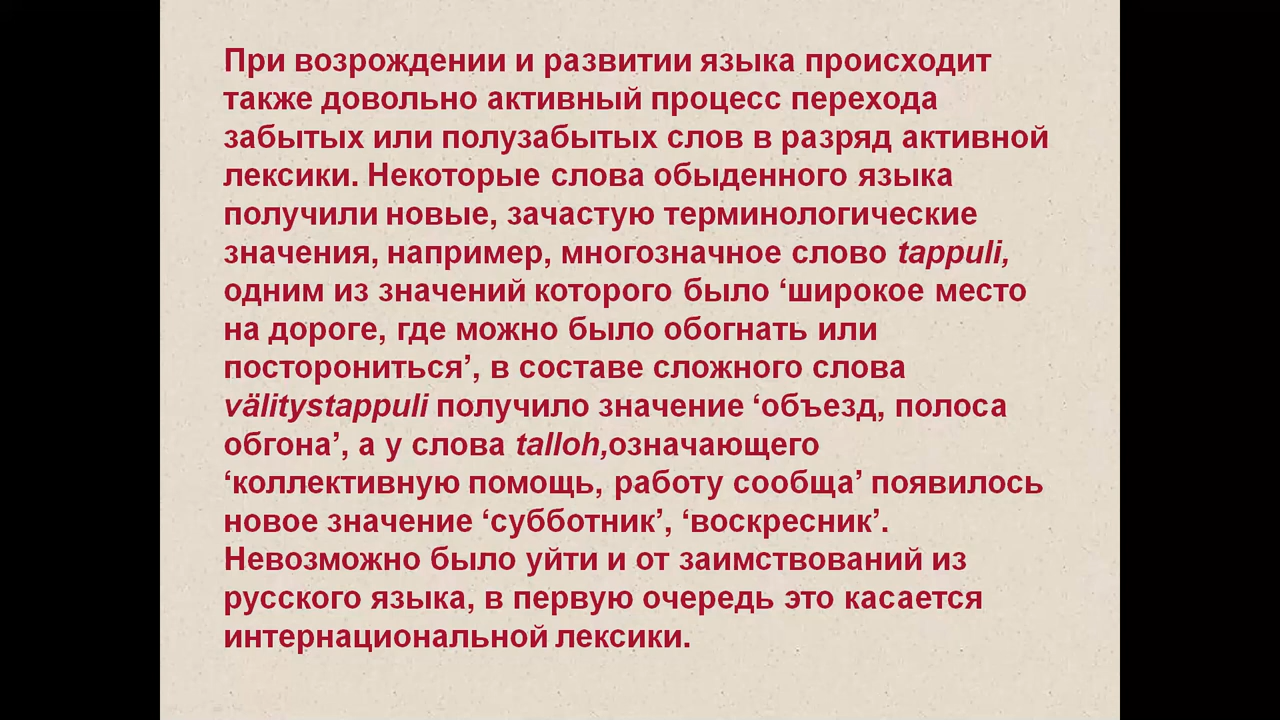 При возрождении и развитии языка происходит
также довольно активный процесс перехода
забытых или полузабытых слов в разряд активной
лексики. Некоторые слова обыденного языка
получили новые, зачастую терминологические
значения, например, многозначное слово tappuli,
одним из значений которого было ‘широкое место
на дороге, где можно было обогнать или
посторониться’, в составе сложного слова
välitystappuli получило значение ‘объезд, полоса
обгона’, а у слова talloh,означающего
‘коллективную помощь, работу сообща’ появилось
новое значение ‘субботник’, ‘воскресник’.
Невозможно было уйти и от заимствований из
русского языка, в первую очередь это касается
интернациональной лексики.